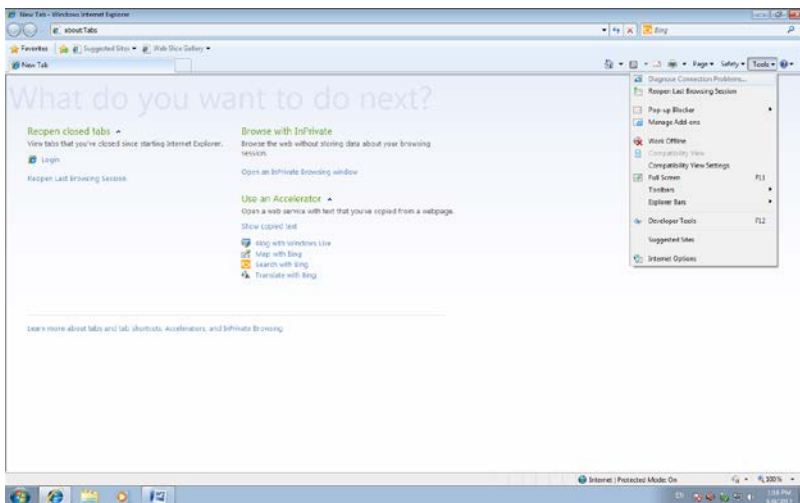 New Tab - Windows Internet Explorer
about:Tabs
Bing
Favorites Suggested Sites Web Slice Gallery
New Tab
Page Safety Tools
Diagnose Connection Problems...
Reopen Last Browsing Session
Pop-up Blocker
Manage Add-ons
Work Offline
Compatibility View
Compatibility View Settings
Full Screen F11
Toolbars
Explorer Bars
Developer Tools F12
Suggested Sites
Internet Options
What do you want to do next?
Reopen closed tabs
View tabs that you've closed since starting Internet Explorer.
Login
Reopen Last Browsing Session
Browse with InPrivate
Browse the web without storing data about your browsing
session.
Open an InPrivate Browsing window
Use an Accelerator
Open a web service with text that you've copied from a webpage.
Show copied text
Blog with Windows Live
Map with Bing
Search with Bing
Translate with Bing
Learn more about tabs and tab shortcuts, Accelerators, and InPrivate Browsing.
Internet | Protected Mode: On
100%
EN
1:58 PM